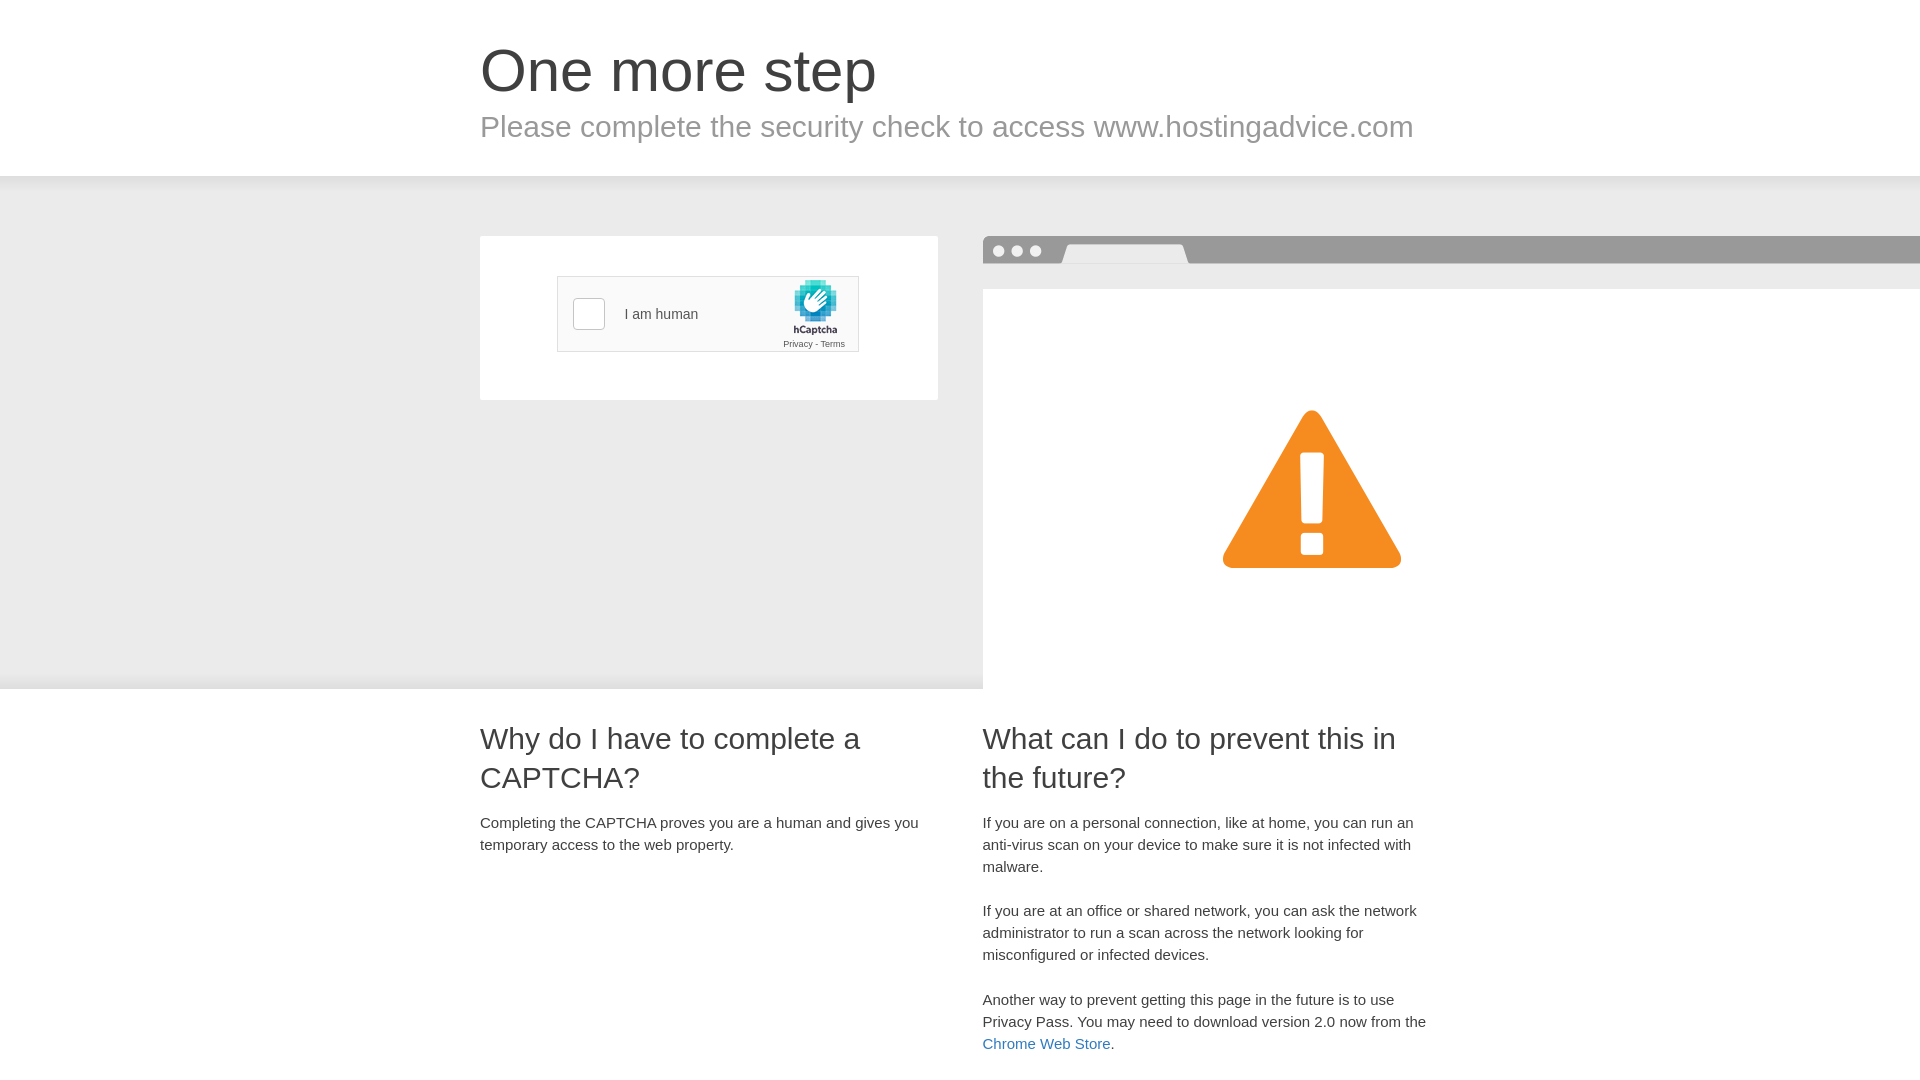 One more step
Please complete the security check to access www.hostingadvice.com
I am human
hCaptcha
Privacy - Terms
Why do I have to complete a
CAPTCHA?
Completing the CAPTCHA proves you are a human and gives you
temporary access to the web property.
What can I do to prevent this in
the future?
If you are on a personal connection, like at home, you can run an
anti-virus scan on your device to make sure it is not infected with
malware.
If you are at an office or shared network, you can ask the network
administrator to run a scan across the network looking for
misconfigured or infected devices.
Another way to prevent getting this page in the future is to use
Privacy Pass. You may need to download version 2.0 now from the
Chrome Web Store.